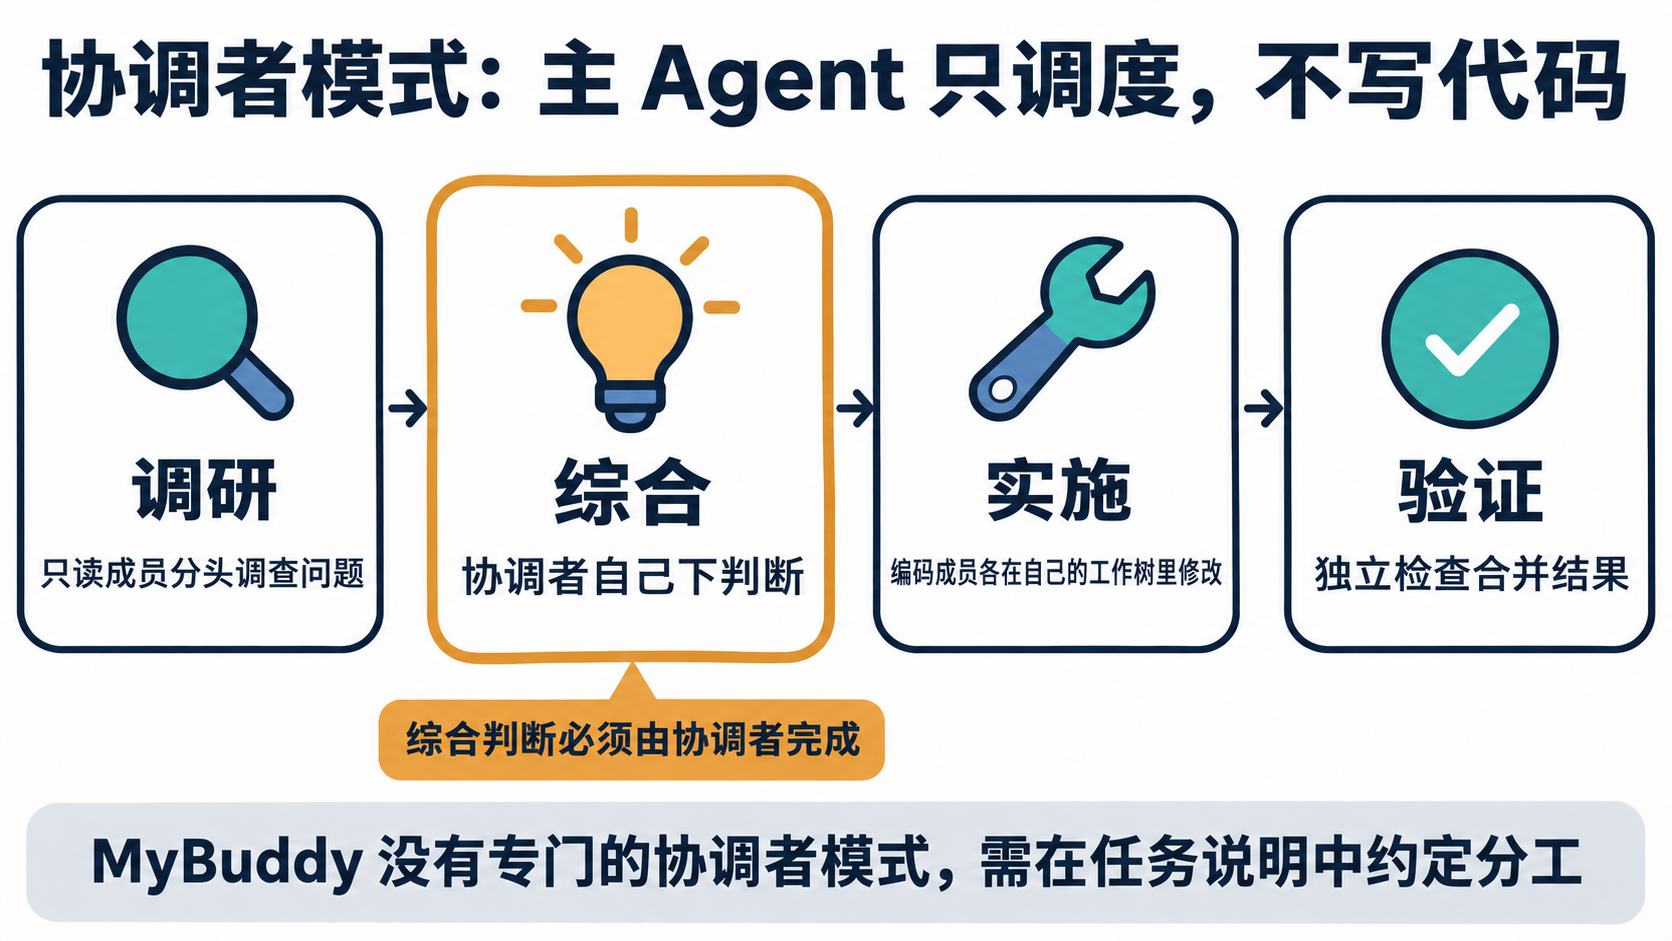 协调者模式：主 Agent 只调度，不写代码
调研
只读成员分头调查问题
综合
协调者自己下判断
实施
编码成员各在自己的工作树里修改
验证
独立检查合并结果
综合判断必须由协调者完成
MyBuddy 没有专门的协调者模式，需在任务说明中约定分工